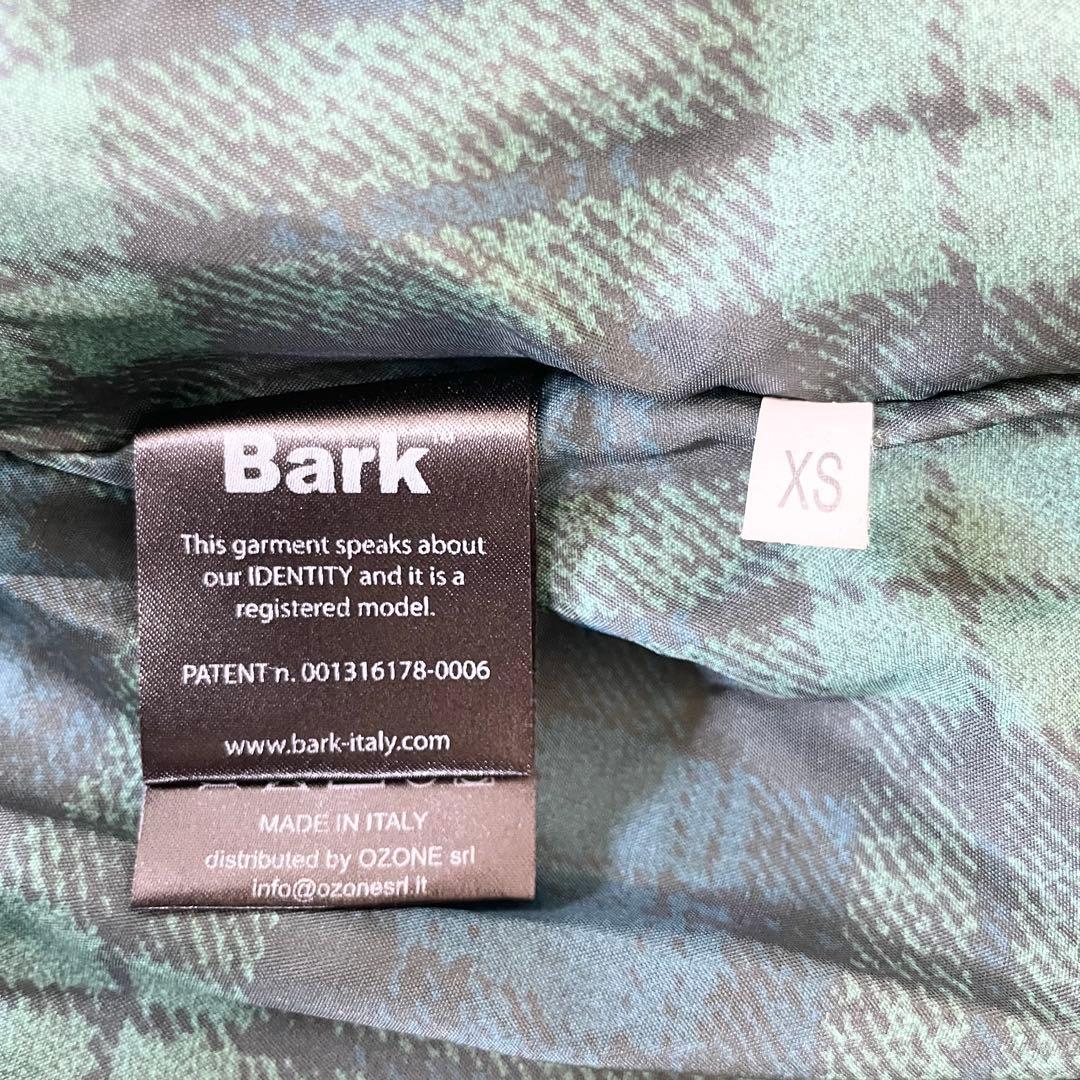 Bark™
This garment speaks about
our IDENTITY and it is a
registered model.
PATENT n. 001316178-0006
www.bark-italy.com
MADE IN ITALY
distributed by OZONE srl
info@ozonesrl.it
XS